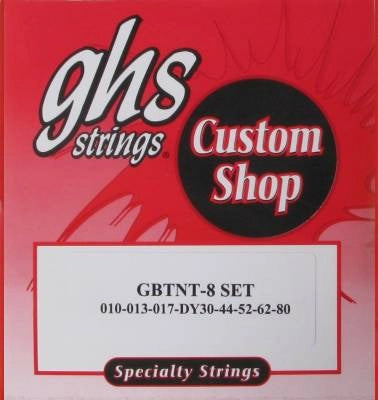 ghs
strings®
Custom
Shop
GBTNT-8 SET
010-013-017-DY30-44-52-62-80
Specialty Strings